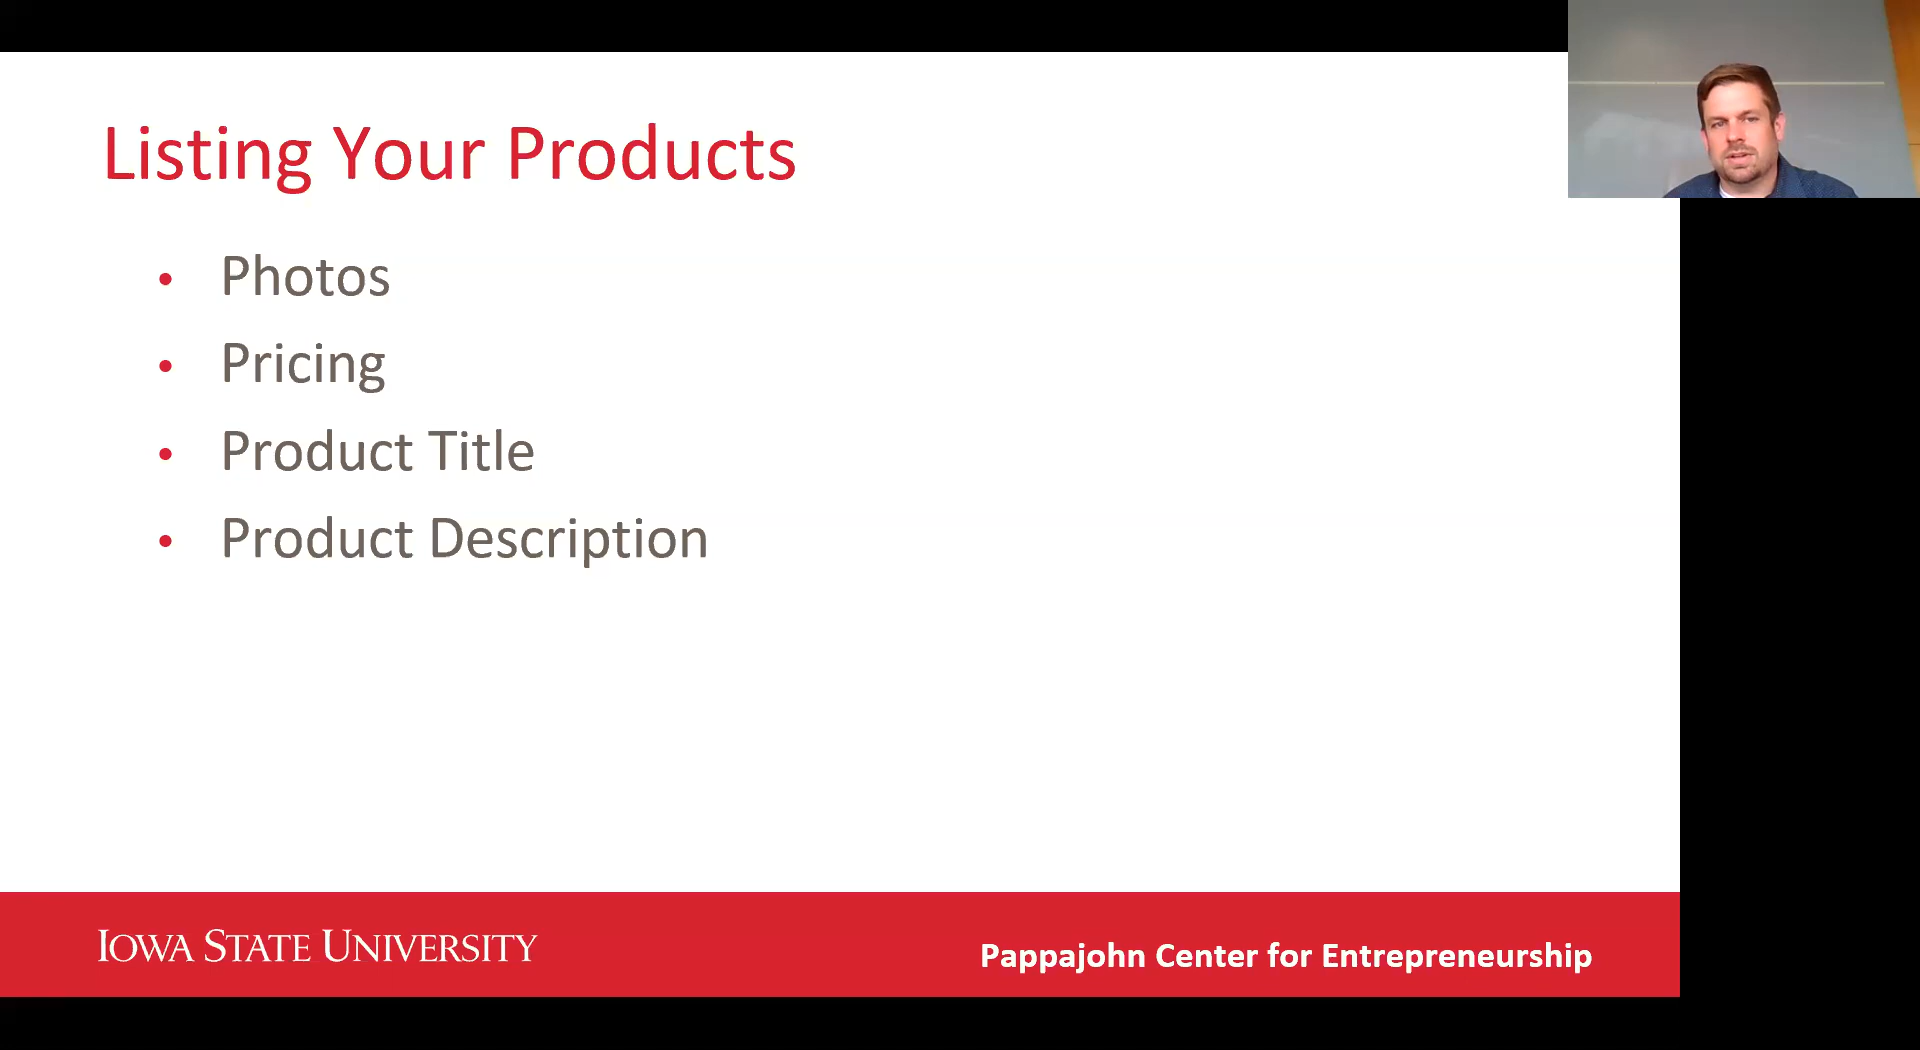 Listing Your Products
• Photos
• Pricing
• Product Title
• Product Description
IOWA STATE UNIVERSITY
Pappajohn Center for Entrepreneurship